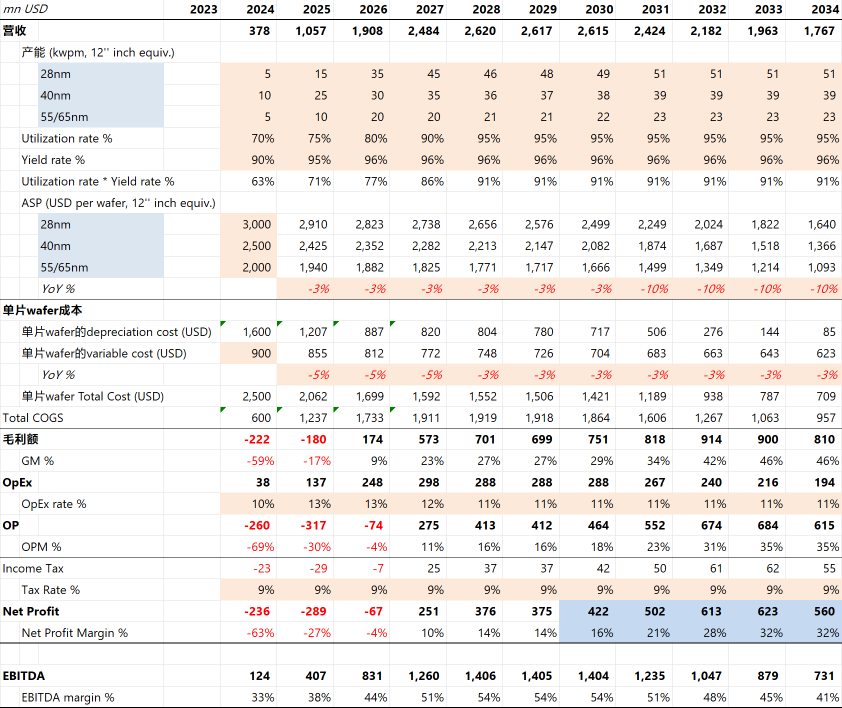 mn USD 2023 2024 2025 2026 2027 2028 2029 2030 2031 2032 2033 2034
营收 378 1,057 1,908 2,484 2,620 2,617 2,615 2,424 2,182 1,963 1,767
产能 (kwpm, 12'' inch equiv.)
28nm 5 15 35 45 46 48 49 51 51 51 51
40nm 10 25 30 35 36 37 38 39 39 39 39
55/65nm 5 10 20 20 21 21 22 23 23 23 23
Utilization rate % 70% 75% 80% 90% 95% 95% 95% 95% 95% 95% 95%
Yield rate % 90% 95% 96% 96% 96% 96% 96% 96% 96% 96% 96%
Utilization rate * Yield rate % 63% 71% 77% 86% 91% 91% 91% 91% 91% 91% 91%
ASP (USD per wafer, 12'' inch equiv.)
28nm 3,000 2,910 2,823 2,738 2,656 2,576 2,499 2,249 2,024 1,822 1,640
40nm 2,500 2,425 2,352 2,282 2,213 2,147 2,082 1,874 1,687 1,518 1,366
55/65nm 2,000 1,940 1,882 1,825 1,771 1,717 1,666 1,499 1,349 1,214 1,093
YoY % -3% -3% -3% -3% -3% -3% -10% -10% -10% -10%
单片wafer成本
单片wafer的depreciation cost (USD) 1,600 1,207 887 820 804 780 717 506 276 144 85
单片wafer的variable cost (USD) 900 855 812 772 748 726 704 683 663 643 623
YoY % -5% -5% -5% -3% -3% -3% -3% -3% -3% -3%
单片wafer Total Cost (USD) 2,500 2,062 1,699 1,592 1,552 1,506 1,421 1,189 938 787 709
Total COGS 600 1,237 1,733 1,911 1,919 1,918 1,864 1,606 1,267 1,063 957
毛利额 -222 -180 174 573 701 699 751 818 914 900 810
GM % -59% -17% 9% 23% 27% 27% 29% 34% 42% 46% 46%
OpEx 38 137 248 298 288 288 288 267 240 216 194
OpEx rate % 10% 13% 13% 12% 11% 11% 11% 11% 11% 11% 11%
OP -260 -317 -74 275 413 412 464 552 674 684 615
OPM % -69% -30% -4% 11% 16% 16% 18% 23% 31% 35% 35%
Income Tax -23 -29 -7 25 37 37 42 50 61 62 55
Tax Rate % 9% 9% 9% 9% 9% 9% 9% 9% 9% 9% 9%
Net Profit -236 -289 -67 251 376 375 422 502 613 623 560
Net Profit Margin % -63% -27% -4% 10% 14% 14% 16% 21% 28% 32% 32%
EBITDA 124 407 831 1,260 1,406 1,405 1,404 1,235 1,047 879 731
EBITDA margin % 33% 38% 44% 51% 54% 54% 54% 51% 48% 45% 41%